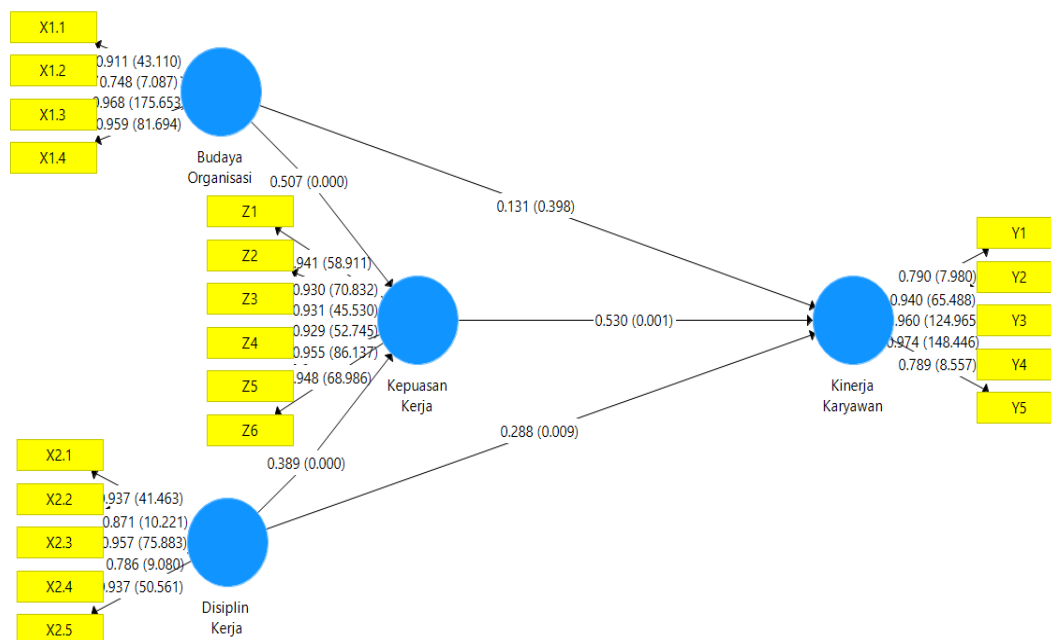 X1.1
X1.2
X1.3
X1.4
0.911 (43.110)
0.748 (7.087)
0.968 (175.653)
0.959 (81.694)
Budaya
Organisasi
0.507 (0.000)
0.131 (0.398)
Z1
Z2
Z3
Z4
Z5
Z6
.941 (58.911)
0.930 (70.832)
0.931 (45.530)
0.929 (52.745)
0.955 (86.137)
.948 (68.986)
Kepuasan
Kerja
0.530 (0.001)
Y1
Y2
Y3
Y4
Y5
0.790 (7.980)
0.940 (65.488)
.960 (124.965
0.974 (148.446)
0.789 (8.557)
Kinerja
Karyawan
0.389 (0.000)
0.288 (0.009)
X2.1
X2.2
X2.3
X2.4
X2.5
0.937 (41.463)
0.871 (10.221)
0.957 (75.883)
0.786 (9.080)
0.937 (50.561)
Disiplin
Kerja